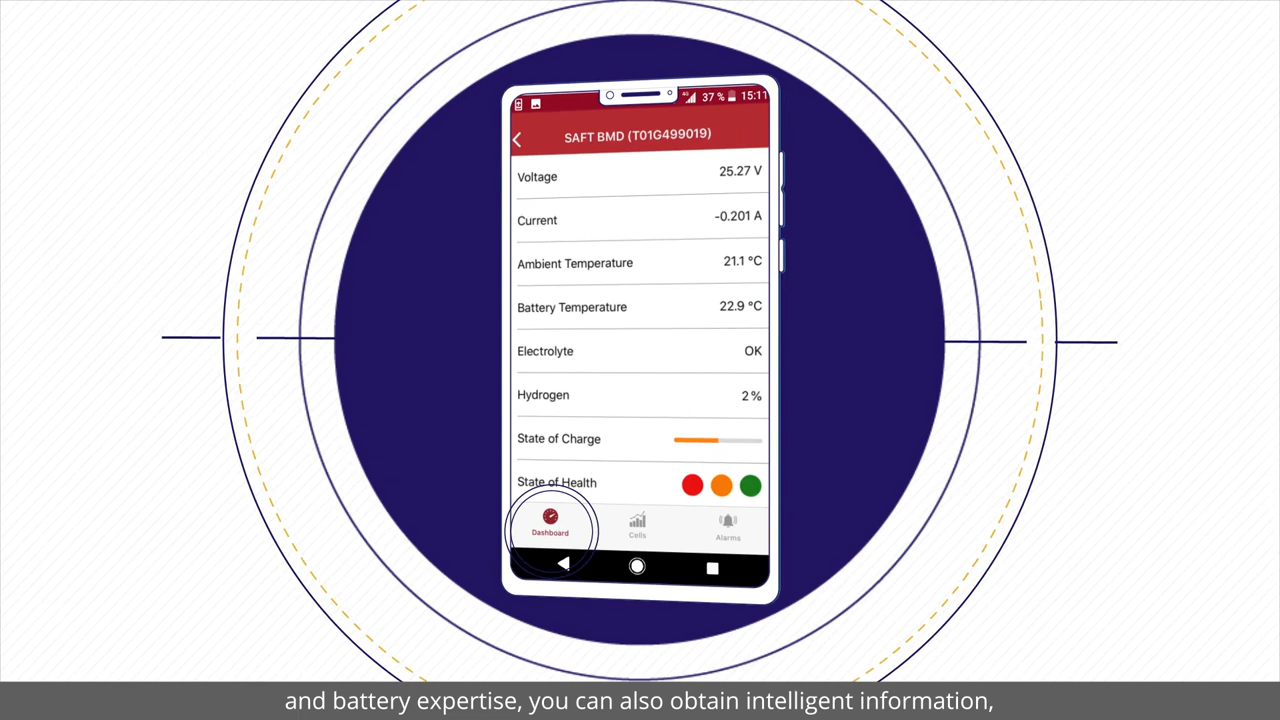 4G 37 % 15:11
SAFT BMD (T01G499019)
Voltage 25.27 V
Current -0.201 A
Ambient Temperature 21.1 °C
Battery Temperature 22.9 °C
Electrolyte OK
Hydrogen 2 %
State of Charge
State of Health
Dashboard Cells Alarms
and battery expertise, you can also obtain intelligent information,